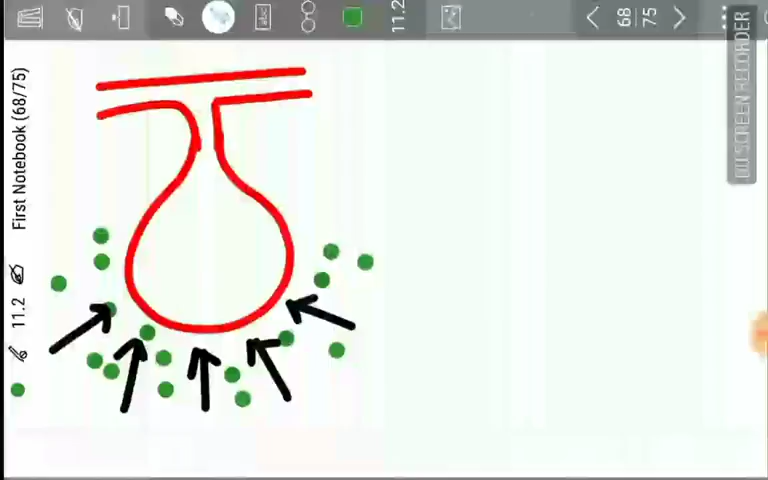 11.2
68
75
First Notebook (68/75)
11.2
DU SCREEN RECORDER